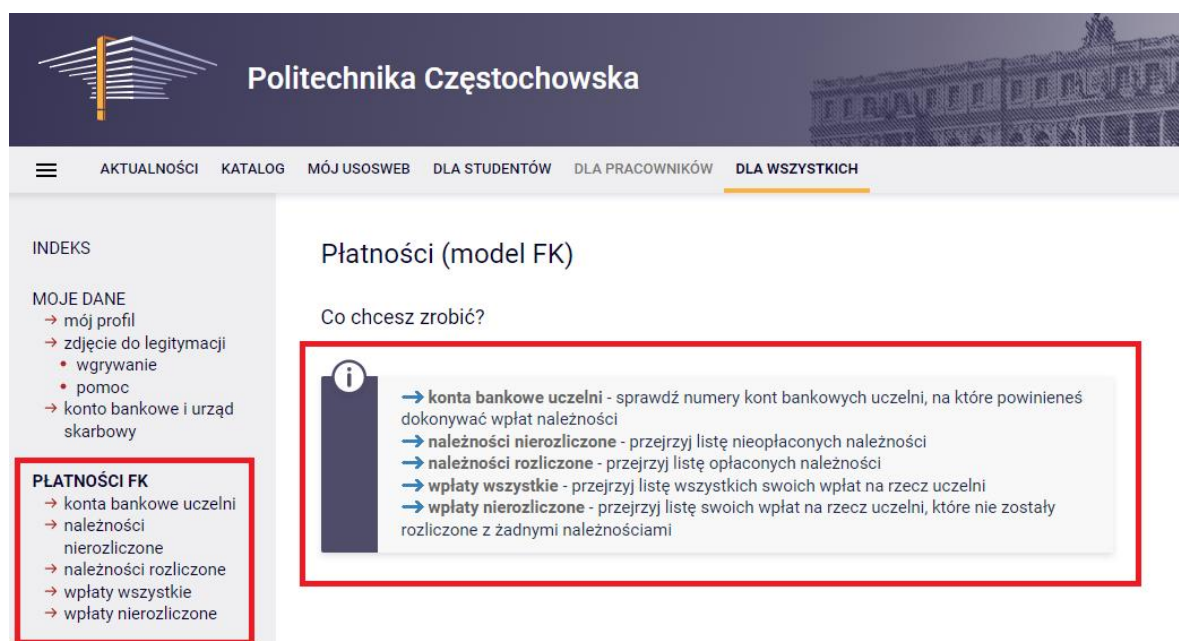 Politechnika Częstochowska
AKTUALNOŚCI KATALOG MÓJ USOSWEB DLA STUDENTÓW DLA PRACOWNIKÓW DLA WSZYSTKICH
INDEKS
MOJE DANE
→ mój profil
→ zdjęcie do legitymacji
• wgrywanie
• pomoc
→ konto bankowe i urząd
skarbowy
PŁATNOŚCI FK
→ konta bankowe uczelni
→ należności
nierozliczone
→ należności rozliczone
→ wpłaty wszystkie
→ wpłaty nierozliczone
Płatności (model FK)
Co chcesz zrobić?
→ konta bankowe uczelni - sprawdź numery kont bankowych uczelni, na które powinieneś
dokonywać wpłat należności
→ należności nierozliczone - przejrzyj listę nieopłaconych należności
→ należności rozliczone - przejrzyj listę opłaconych należności
→ wpłaty wszystkie - przejrzyj listę wszystkich swoich wpłat na rzecz uczelni
→ wpłaty nierozliczone - przejrzyj listę swoich wpłat na rzecz uczelni, które nie zostały
rozliczone z żadnymi należnościami